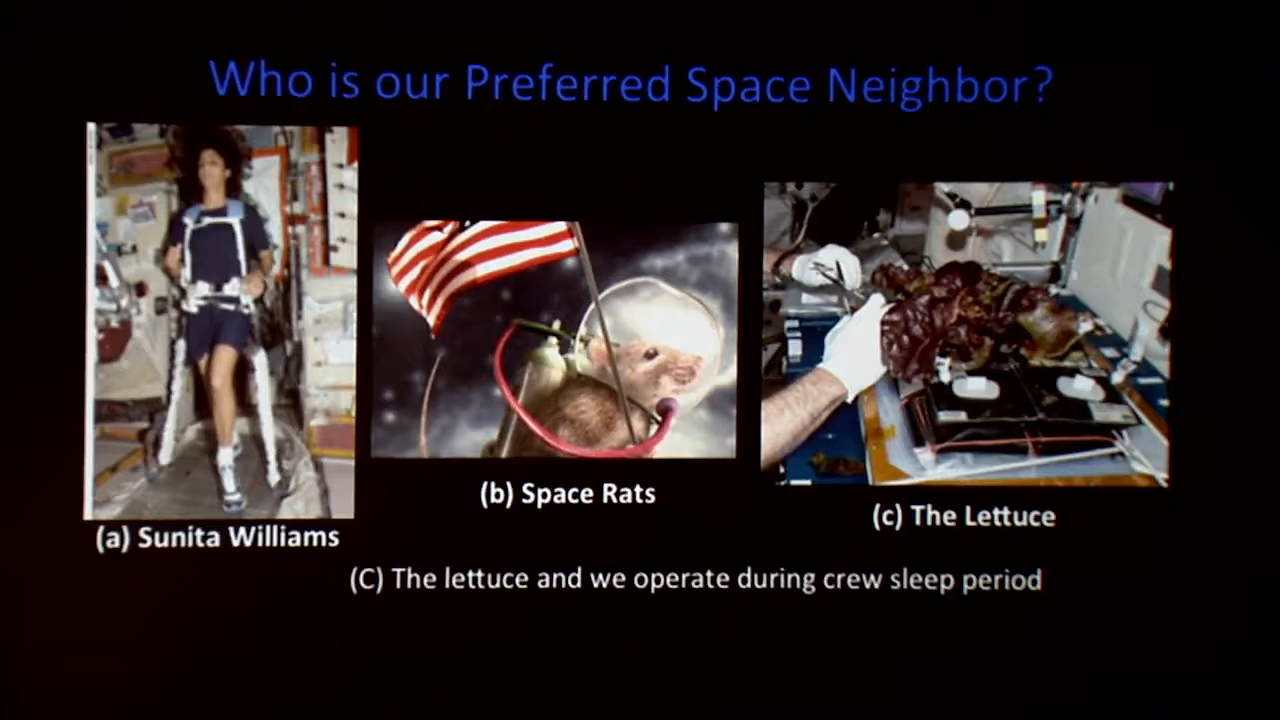 Who is our Preferred Space Neighbor?
(a) Sunita Williams
(b) Space Rats
(c) The Lettuce
(C) The lettuce and we operate during crew sleep period